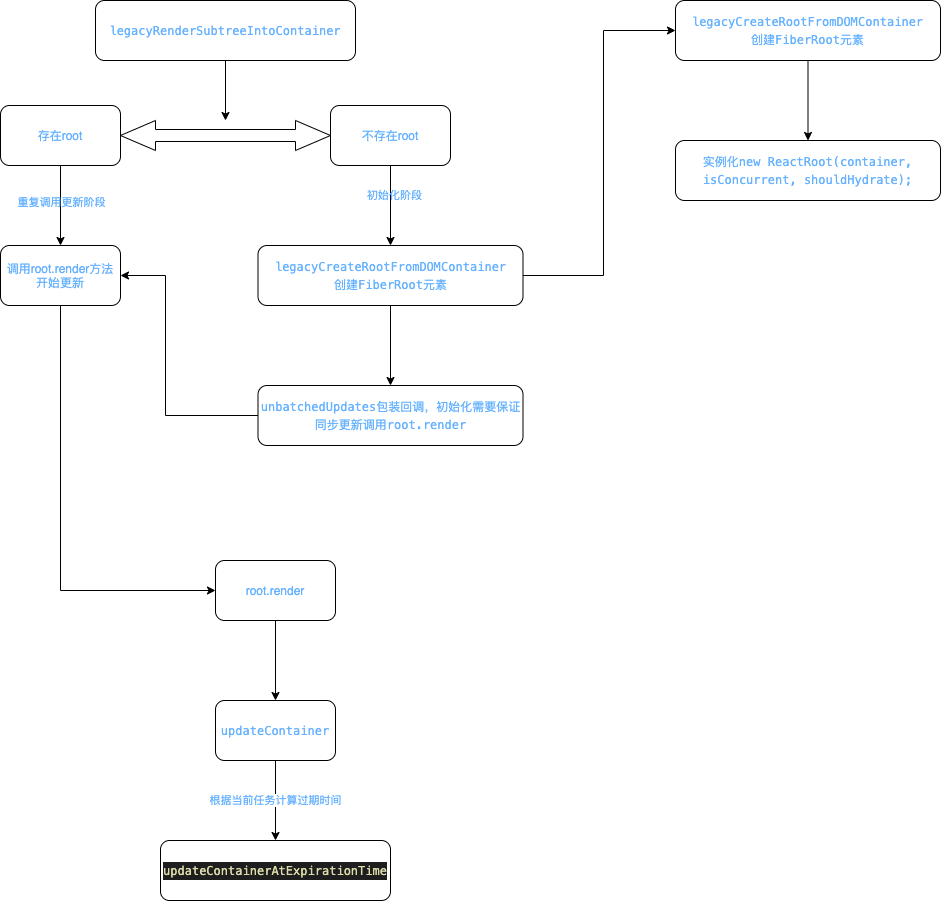 legacyRenderSubtreeIntoContainer
legacyCreateRootFromDOMContainer
创建FiberRoot元素
存在root
不存在root
实例化new ReactRoot(container,
isConcurrent, shouldHydrate);
重复调用更新阶段
初始化阶段
调用root.render方法
开始更新
legacyCreateRootFromDOMContainer
创建FiberRoot元素
unbatchedUpdates包装回调，初始化需要保证
同步更新调用root.render
root.render
updateContainer
根据当前任务计算过期时间
updateContainerAtExpirationTime